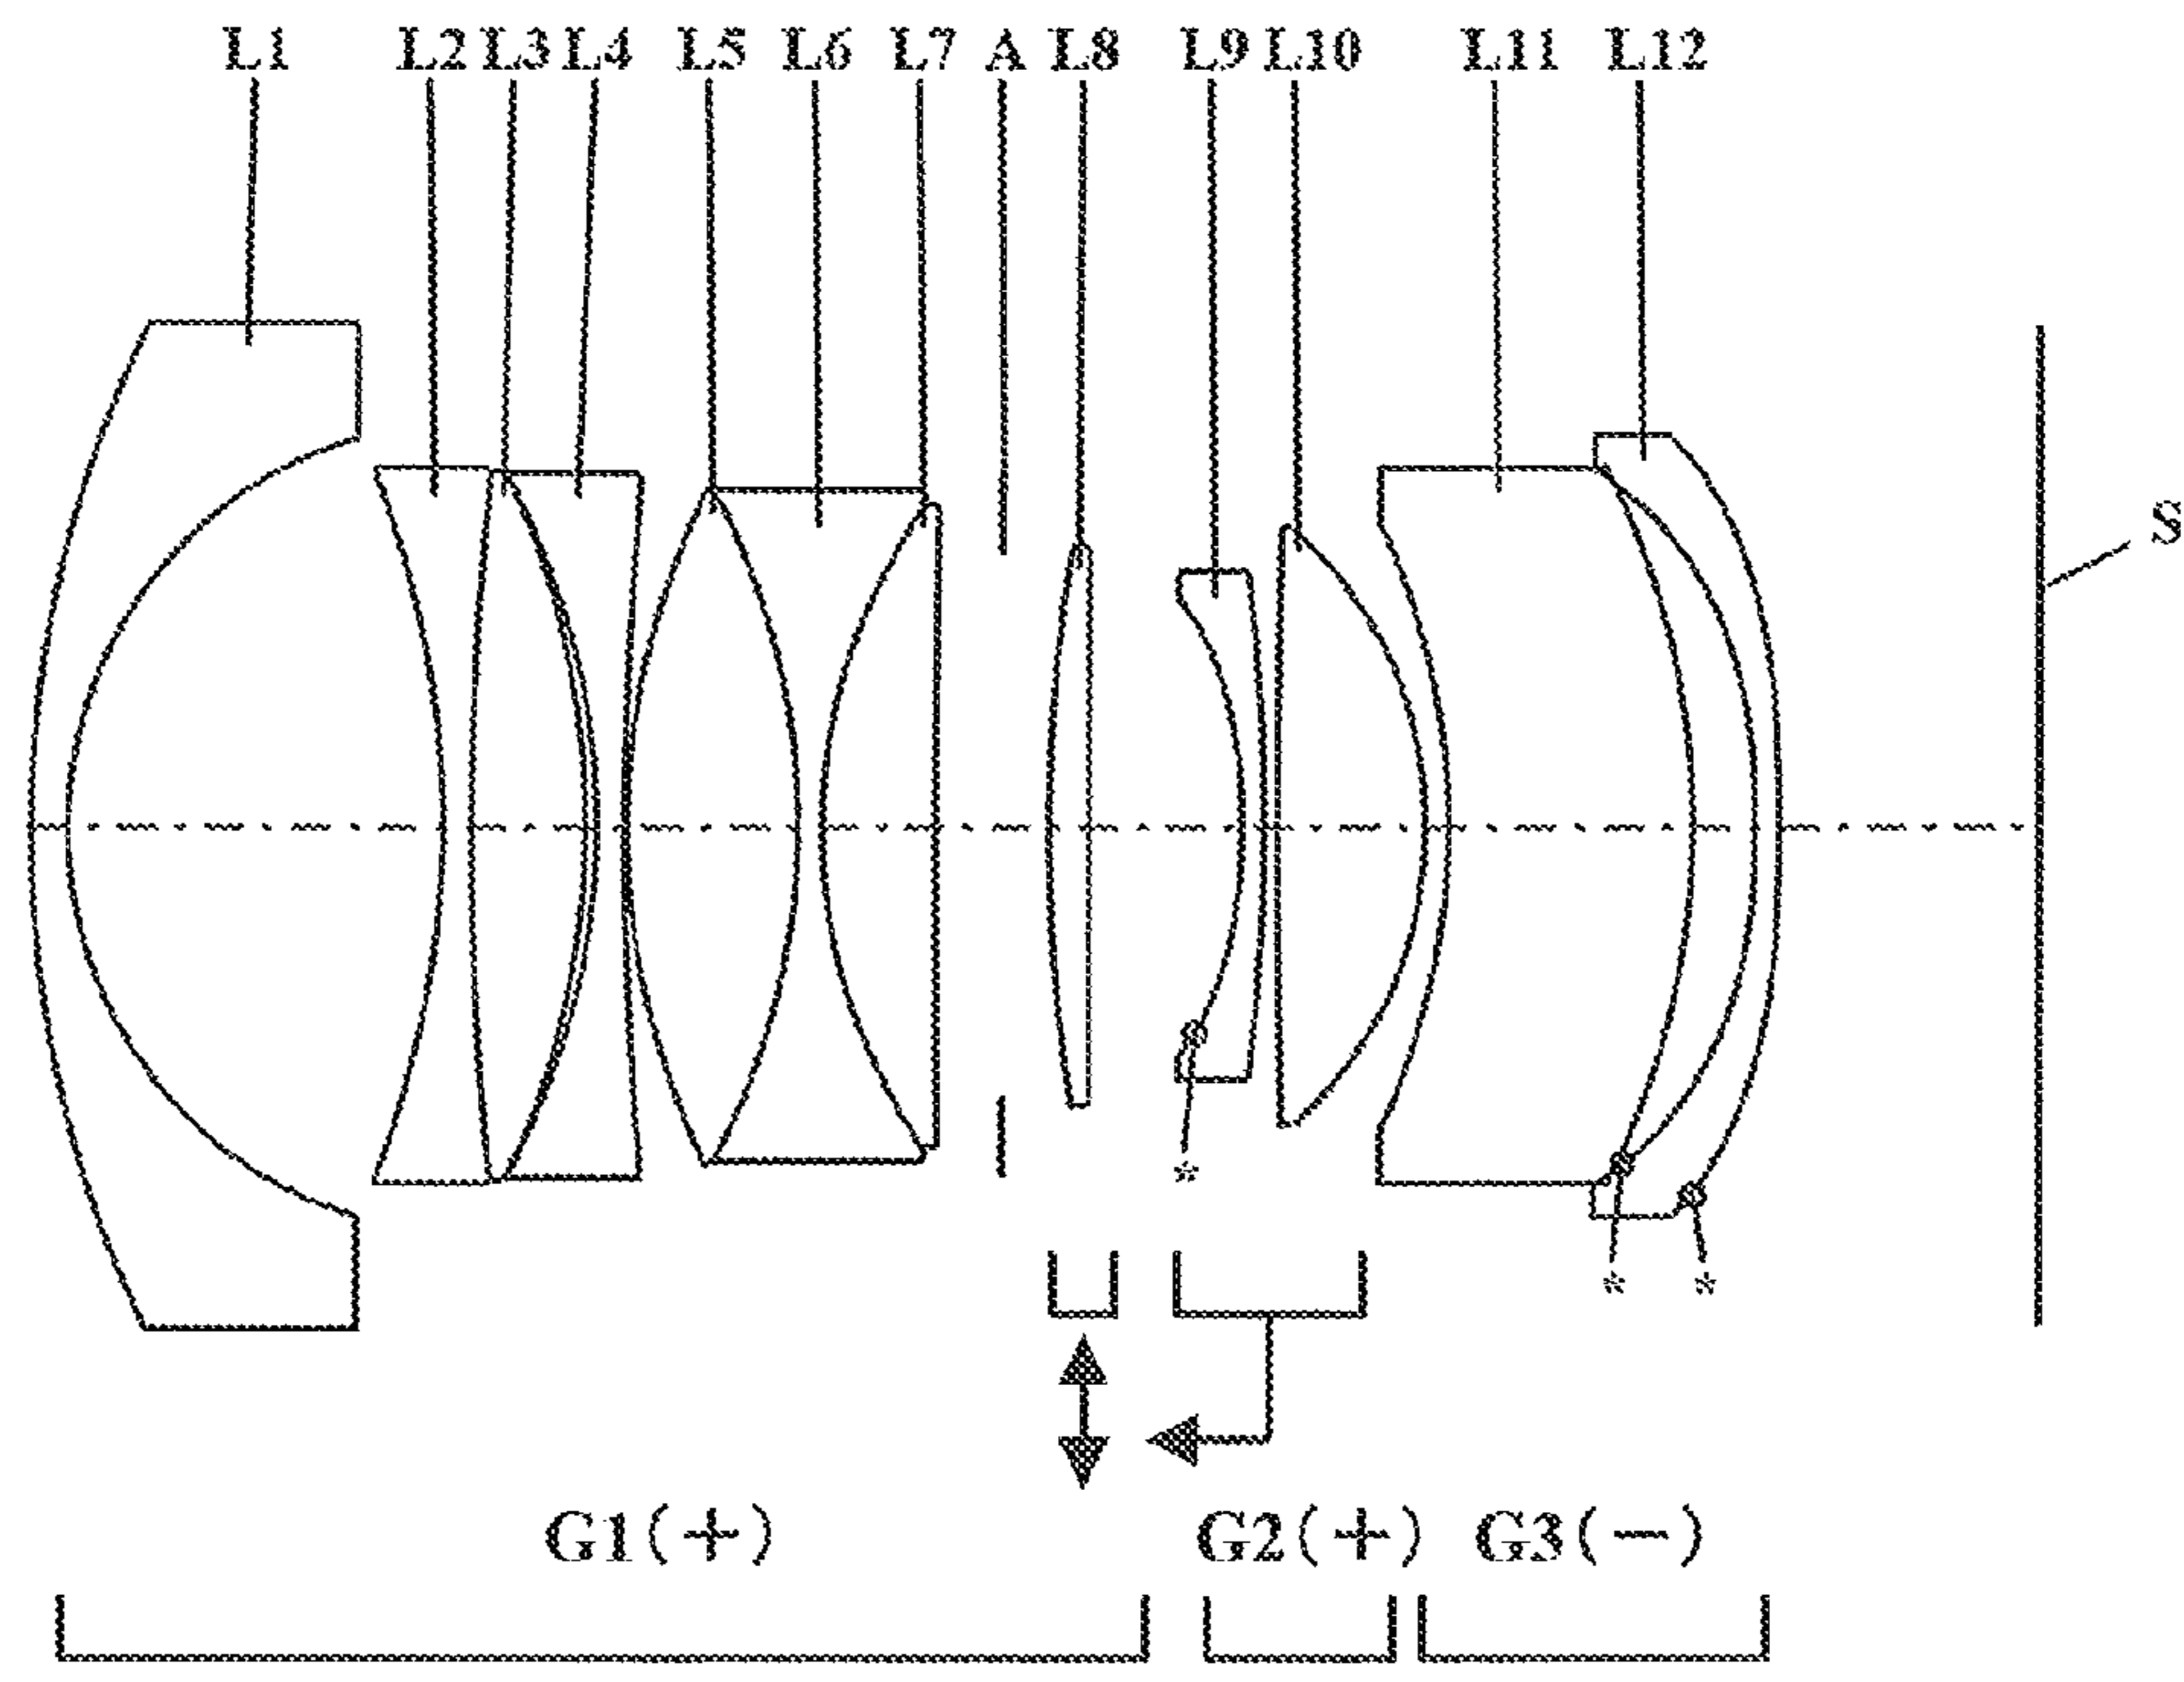 L1 L2 L3 L4 L5 L6 L7 A L8 L9 L10 L11 L12
S
*
* *
G1(+) G2(+) G3(−)